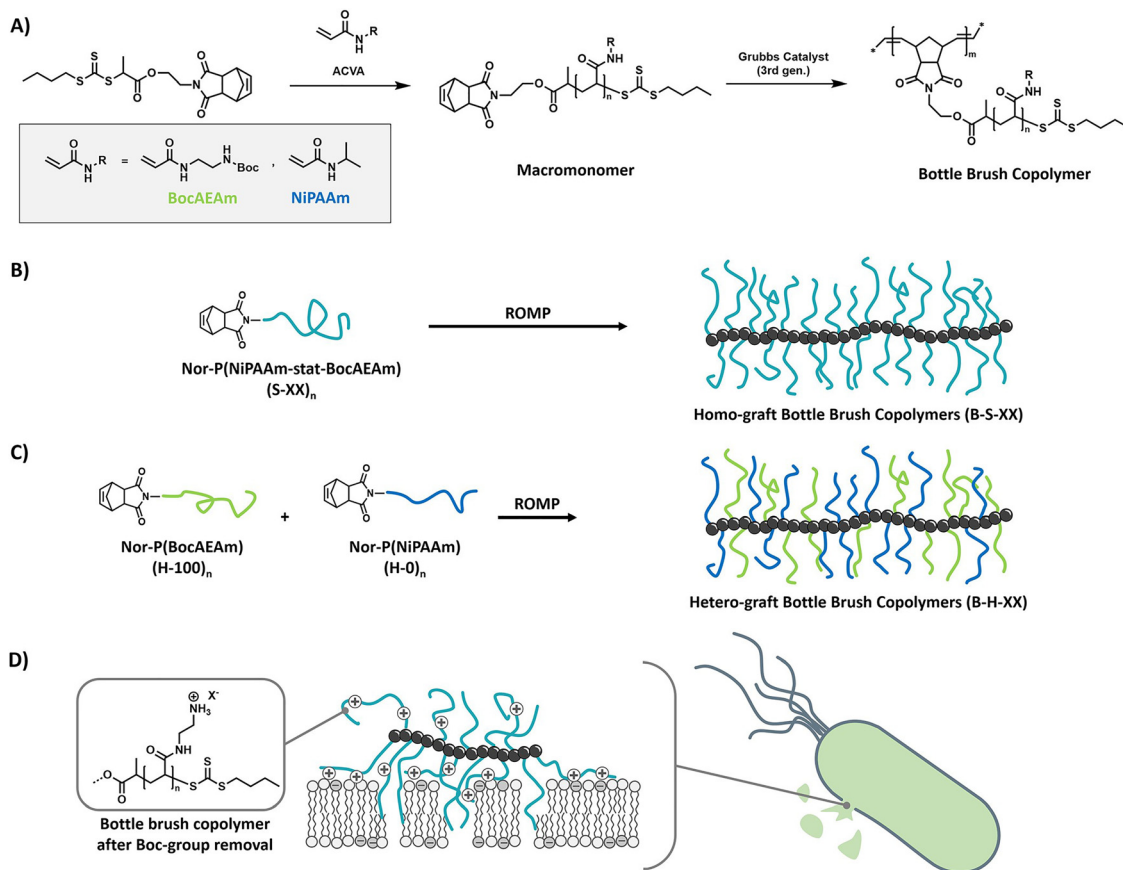 A)
S
S
S
O
O
O
N
O
O
N
H
R
ACVA
O
N
O
O
O
O
N
H
R
n
S
S
S
Macromonomer
Grubbs Catalyst
(3rd gen.)
*
m
*
O
N
O
O
O
O
N
H
R
n
S
S
S
Bottle Brush Copolymer
O
N
H
R
=
O
N
H
H
N
Boc
,
O
N
H
BocAEAm
NiPAAm
B)
O
N
O
Nor-P(NiPAAm-stat-BocAEAm)
(S-XX)n
ROMP
Homo-graft Bottle Brush Copolymers (B-S-XX)
C)
O
N
O
Nor-P(BocAEAm)
(H-100)n
+
O
N
O
Nor-P(NiPAAm)
(H-0)n
ROMP
Hetero-graft Bottle Brush Copolymers (B-H-XX)
D)
⊕ X-
NH3
O
NH
O
O
n
S
S
S
Bottle brush copolymer
after Boc-group removal